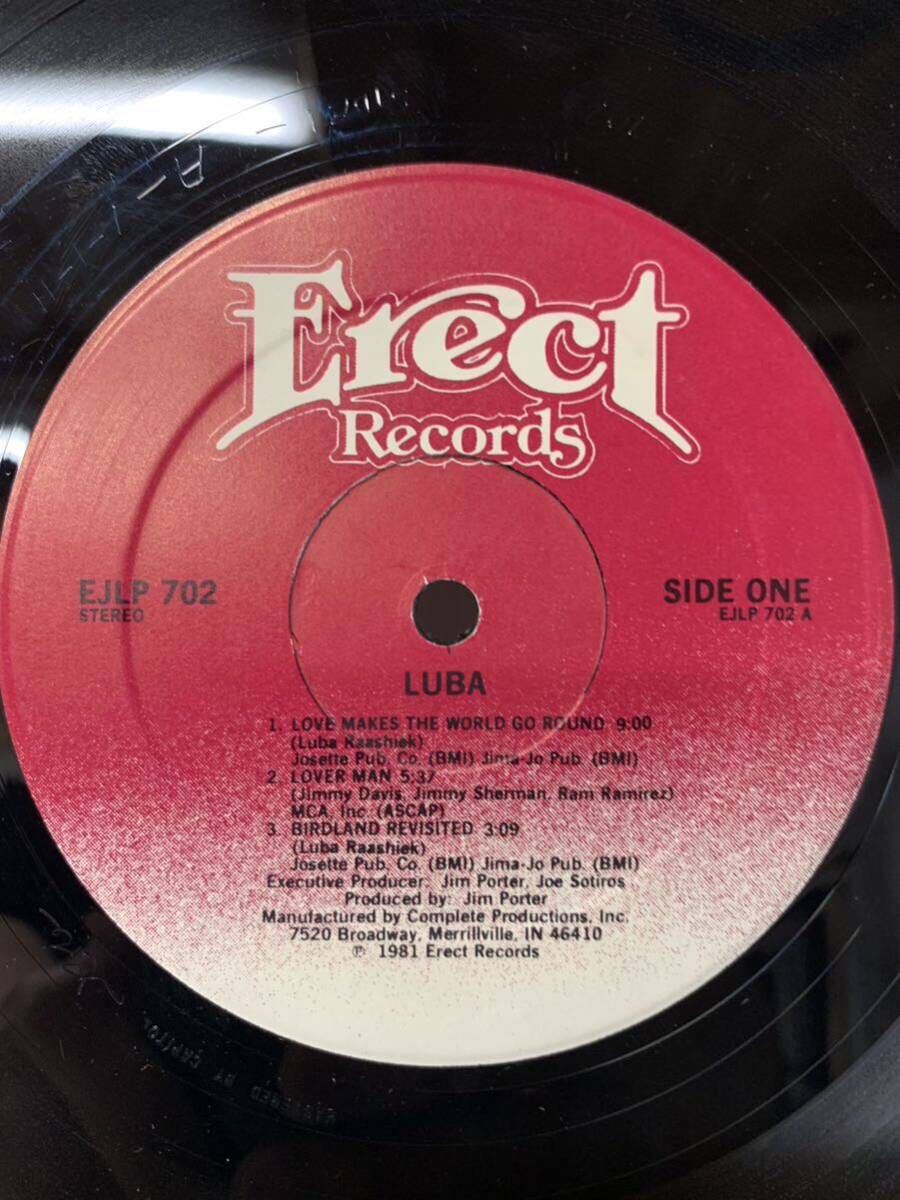 Erect
Records
EJLP 702
STEREO
SIDE ONE
EJLP 702 A
LUBA
1. LOVE MAKES THE WORLD GO ROUND 9:00
(Luba Raashiek)
Josette Pub. Co. (BMI) Jima-Jo Pub. (BMI)
2. LOVER MAN 5:37
(Jimmy Davis, Jimmy Sherman, Ram Ramirez)
MCA, Inc. (ASCAP)
3. BIRDLAND REVISITED 3:09
(Luba Raashiek)
Josette Pub. Co. (BMI) Jima-Jo Pub. (BMI)
Executive Producer: Jim Porter, Joe Sotiros
Produced by: Jim Porter
Manufactured by Complete Productions, Inc.
7520 Broadway, Merrillville, IN 46410
℗ 1981 Erect Records
MASTERED BY CAPITOL